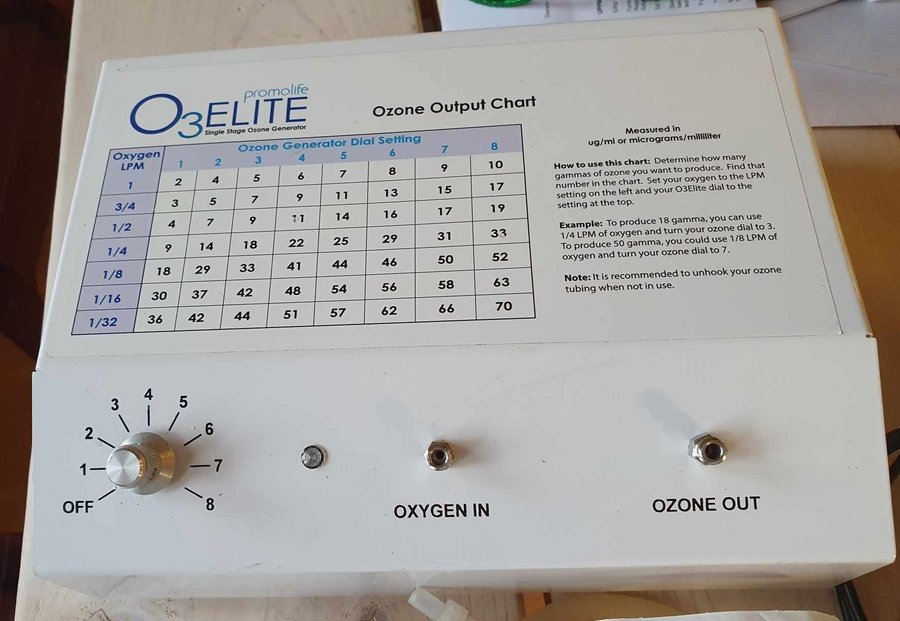 promolife
O3ELITE
Single Stage Ozone Generator
Ozone Output Chart
Oxygen LPM
Ozone Generator Dial Setting
1 2 3 4 5 6 7 8
1 2 4 5 6 7 8 9 10
3/4 3 5 7 9 11 13 15 17
1/2 4 7 9 11 14 16 17 19
1/4 9 14 18 22 25 29 31 33
1/8 18 29 33 41 44 46 50 52
1/16 30 37 42 48 54 56 58 63
1/32 36 42 44 51 57 62 66 70
Measured in
ug/ml or micrograms/milliliter
How to use this chart: Determine how many
gammas of ozone you want to produce. Find that
number in the chart. Set your oxygen to the LPM
setting on the left and your O3Elite dial to the
setting at the top.
Example: To produce 18 gamma, you can use
1/4 LPM of oxygen and turn your ozone dial to 3.
To produce 50 gamma, you could use 1/8 LPM of
oxygen and turn your ozone dial to 7.
Note: It is recommended to unhook your ozone
tubing when not in use.
OFF
1
2
3
4
5
6
7
8
OXYGEN IN
OZONE OUT